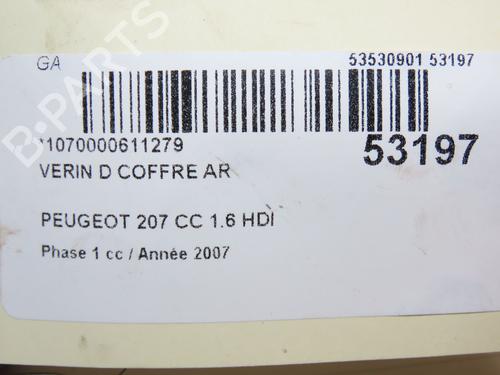 GA
53530901 53197
*1070000611279
53197
VERIN D COFFRE AR
PEUGEOT 207 CC 1.6 HDI
Phase 1 cc / Année 2007
B-PARTS